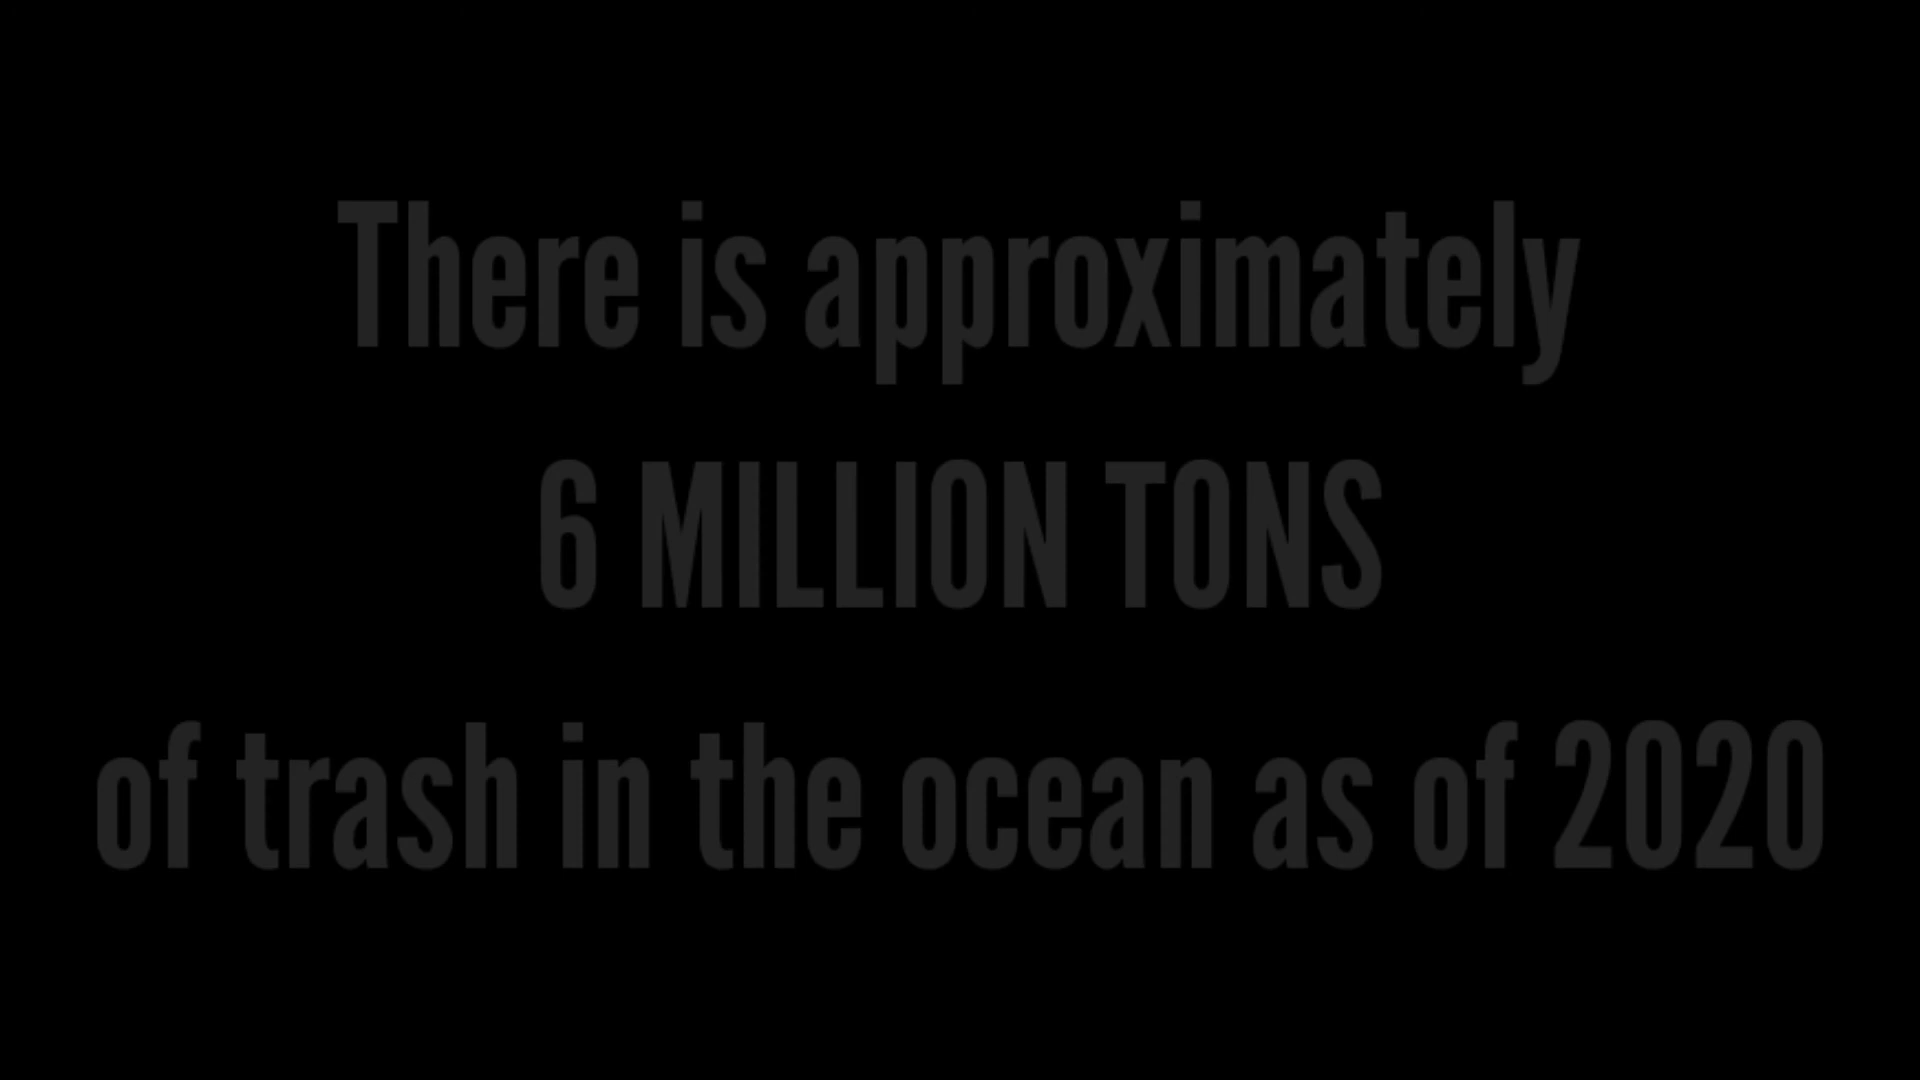 There is approximately
6 MILLION TONS
of trash in the ocean as of 2020